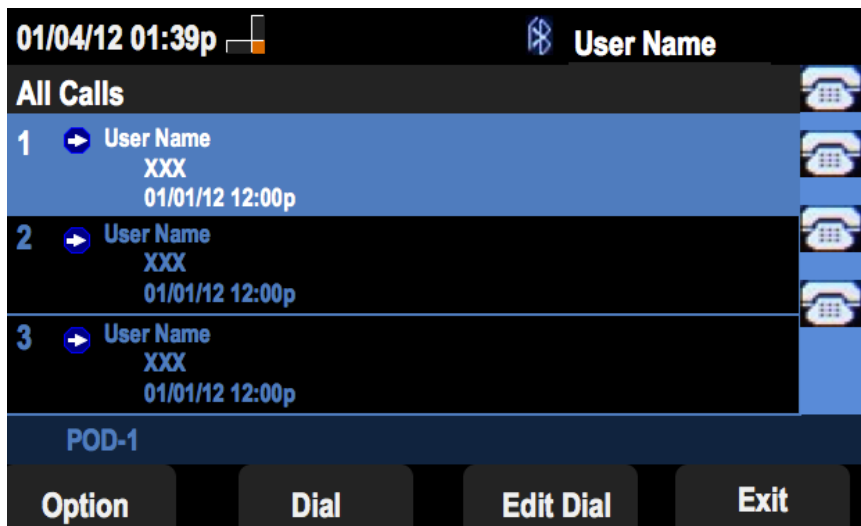 01/04/12 01:39p User Name
All Calls
1 User Name
XXX
01/01/12 12:00p
2 User Name
XXX
01/01/12 12:00p
3 User Name
XXX
01/01/12 12:00p
POD-1
Option Dial Edit Dial Exit